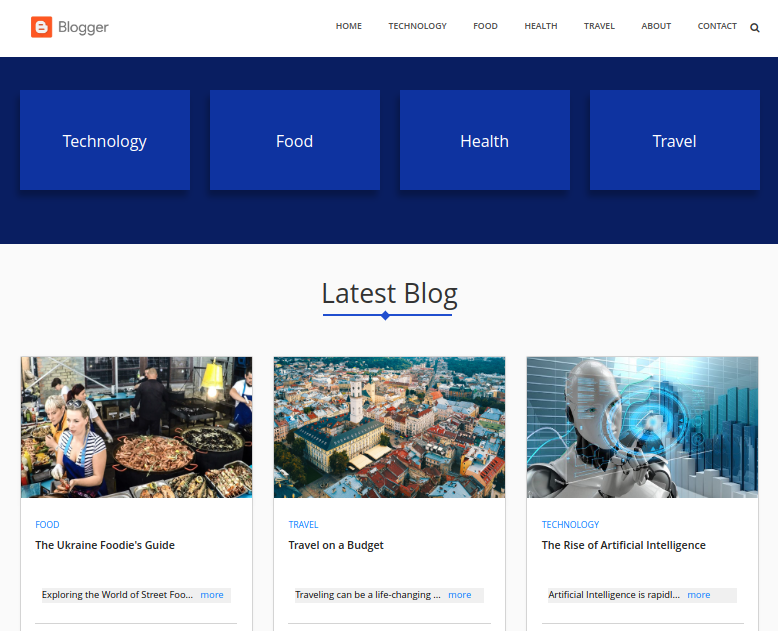 Blogger
HOME TECHNOLOGY FOOD HEALTH TRAVEL ABOUT CONTACT
Technology Food Health Travel
Latest Blog
FOOD
The Ukraine Foodie's Guide
Exploring the World of Street Foo... more
TRAVEL
Travel on a Budget
Traveling can be a life-changing ... more
TECHNOLOGY
The Rise of Artificial Intelligence
Artificial Intelligence is rapidl... more